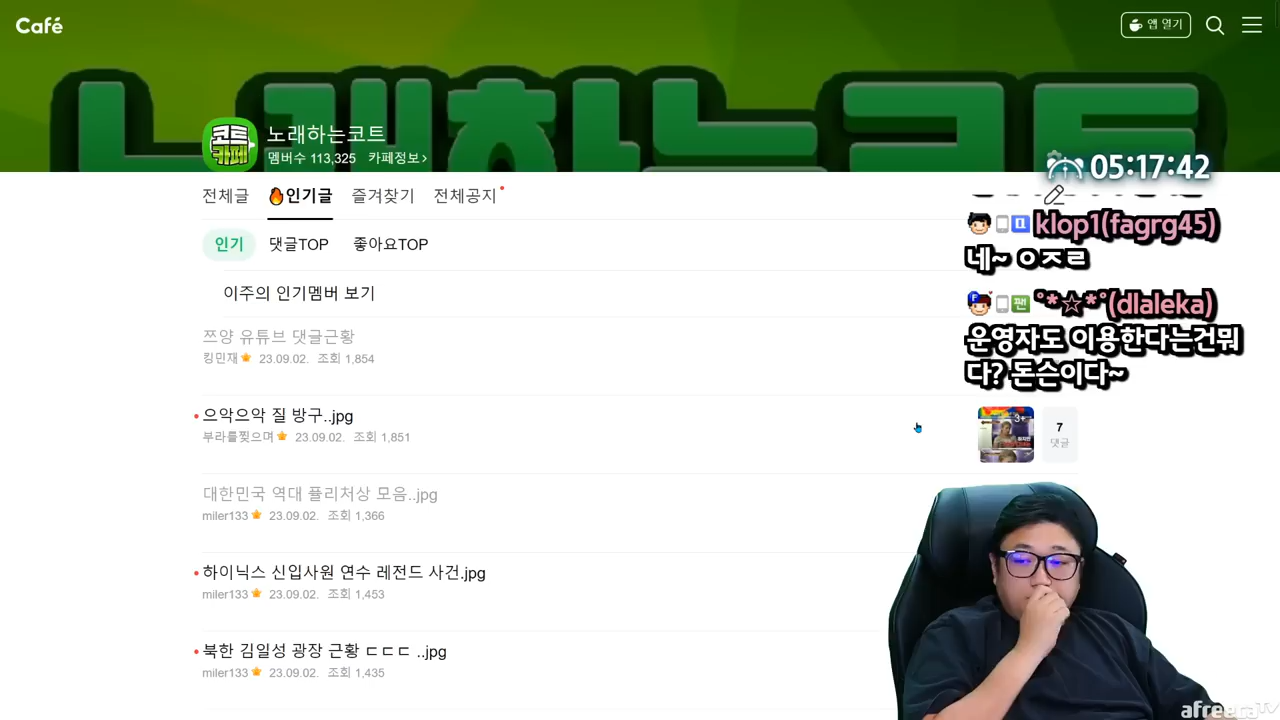 Café
앱 열기
노래하는코트
코트
카페
노래하는코트
멤버수 113,325 카페정보 ›
05:17:42
전체글 인기글 즐겨찾기 전체공지
인기 댓글TOP 좋아요TOP
klop1(fagrg45)
네~ ㅇㅈㄹ
이주의 인기멤버 보기
팬 °*☆*°(dlaleka)
운영자도 이용한다는건뭐
다? 돈슨이다~
쯔양 유튜브 댓글근황
킹민재 23.09.02. 조회 1,854
으악으악 질 방구..jpg
부라를찢으며 23.09.02. 조회 1,851
3+
7
댓글
대한민국 역대 퓰리처상 모음..jpg
miler133 23.09.02. 조회 1,366
하이닉스 신입사원 연수 레전드 사건.jpg
miler133 23.09.02. 조회 1,453
북한 김일성 광장 근황 ㄷㄷㄷ ..jpg
miler133 23.09.02. 조회 1,435
afreecaTV